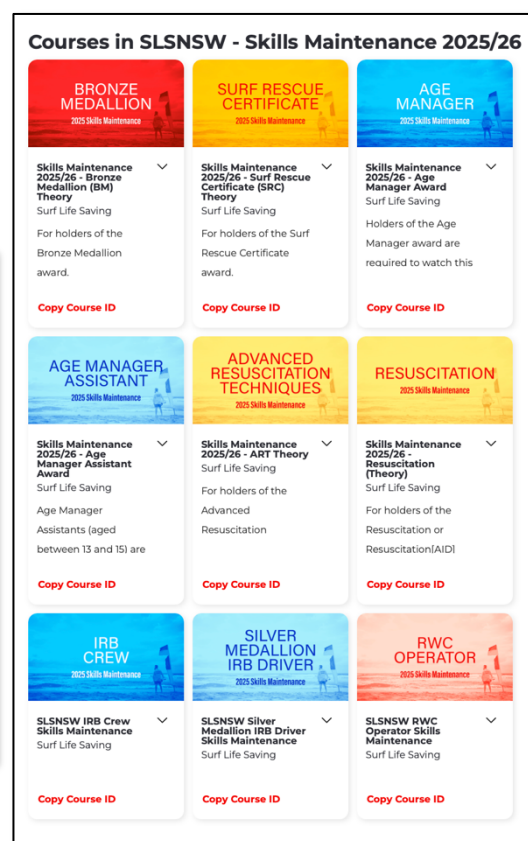 Courses in SLSNSW - Skills Maintenance 2025/26
BRONZE
MEDALLION
2025 Skills Maintenance
Skills Maintenance
2025/26 - Bronze
Medallion (BM)
Theory
Surf Life Saving
For holders of the
Bronze Medallion
award.
Copy Course ID
SURF RESCUE
CERTIFICATE
2025 Skills Maintenance
Skills Maintenance
2025/26 - Surf Rescue
Certificate (SRC)
Theory
Surf Life Saving
For holders of the Surf
Rescue Certificate
award.
Copy Course ID
AGE
MANAGER
2025 Skills Maintenance
Skills Maintenance
2025/26 - Age
Manager Award
Surf Life Saving
Holders of the Age
Manager award are
required to watch this
Copy Course ID
AGE MANAGER
ASSISTANT
2025 Skills Maintenance
Skills Maintenance
2025/26 - Age
Manager Assistant
Award
Surf Life Saving
Age Manager
Assistants (aged
between 13 and 15) are
Copy Course ID
ADVANCED
RESUSCITATION
TECHNIQUES
2025 Skills Maintenance
Skills Maintenance
2025/26 - ART Theory
Surf Life Saving
For holders of the
Advanced
Resuscitation
Copy Course ID
RESUSCITATION
2025 Skills Maintenance
Skills Maintenance
2025/26 -
Resuscitation
(Theory)
Surf Life Saving
For holders of the
Resuscitation or
Resuscitation[AID]
Copy Course ID
IRB
CREW
2025 Skills Maintenance
SLSNSW IRB Crew
Skills Maintenance
Surf Life Saving
Copy Course ID
SILVER
MEDALLION
IRB DRIVER
2025 Skills Maintenance
SLSNSW Silver
Medallion IRB Driver
Skills Maintenance
Surf Life Saving
Copy Course ID
RWC
OPERATOR
2025 Skills Maintenance
SLSNSW RWC
Operator Skills
Maintenance
Surf Life Saving
Copy Course ID